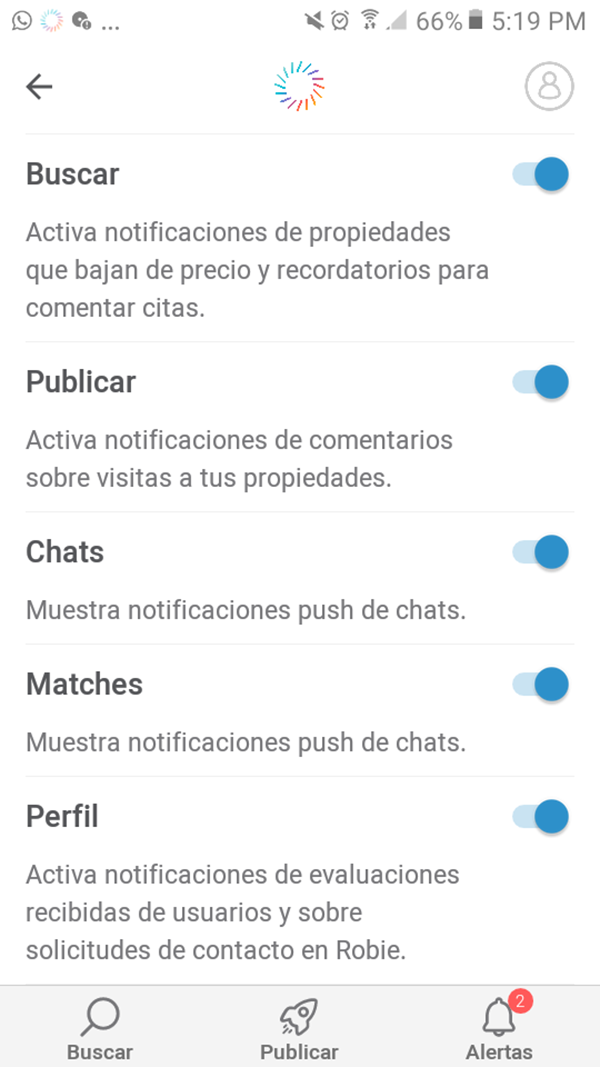 ... 66% 5:19 PM
Buscar
Activa notificaciones de propiedades
que bajan de precio y recordatorios para
comentar citas.
Publicar
Activa notificaciones de comentarios
sobre visitas a tus propiedades.
Chats
Muestra notificaciones push de chats.
Matches
Muestra notificaciones push de chats.
Perfil
Activa notificaciones de evaluaciones
recibidas de usuarios y sobre
solicitudes de contacto en Robie.
2
Buscar Publicar Alertas